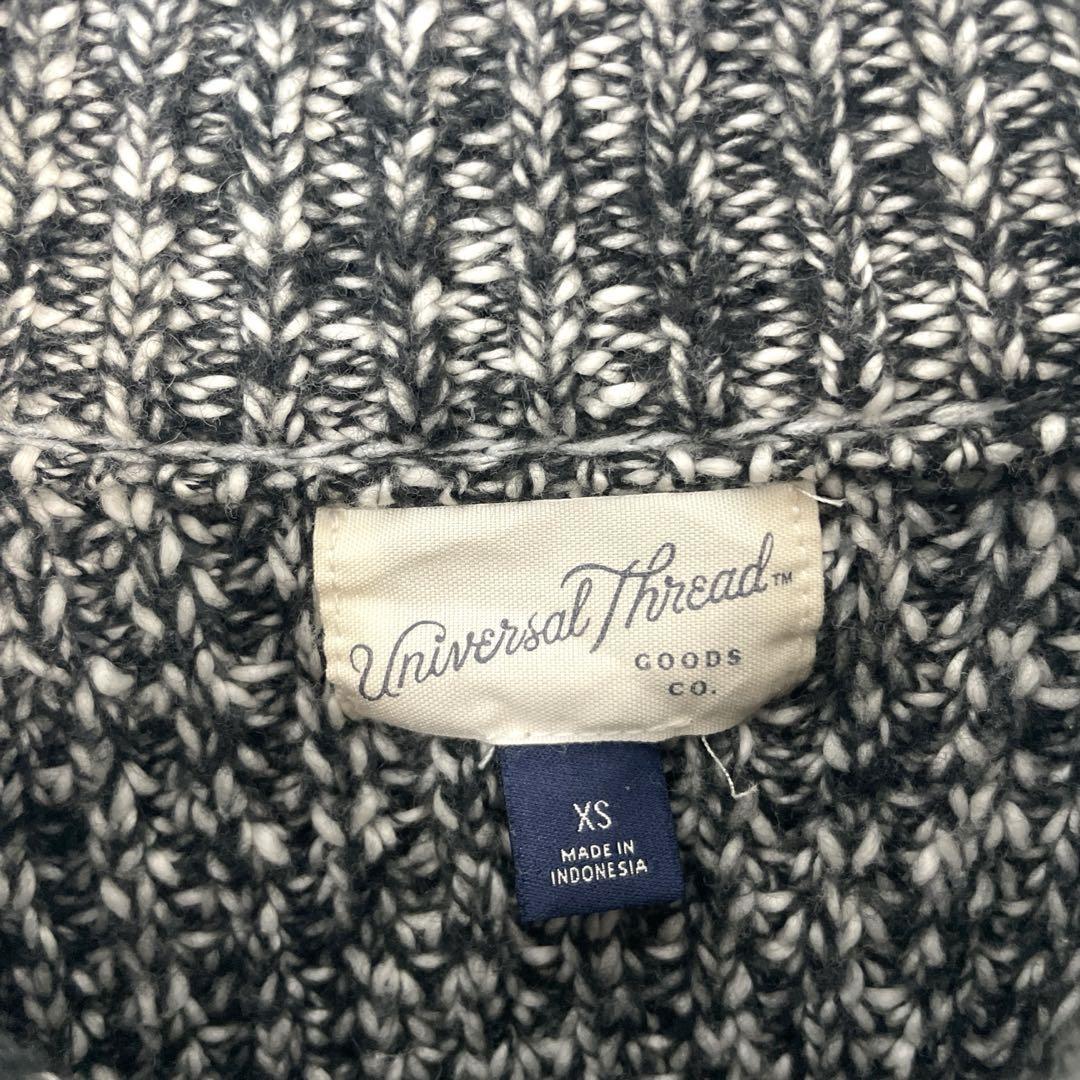 Universal Thread™
GOODS
CO.
XS
MADE IN
INDONESIA